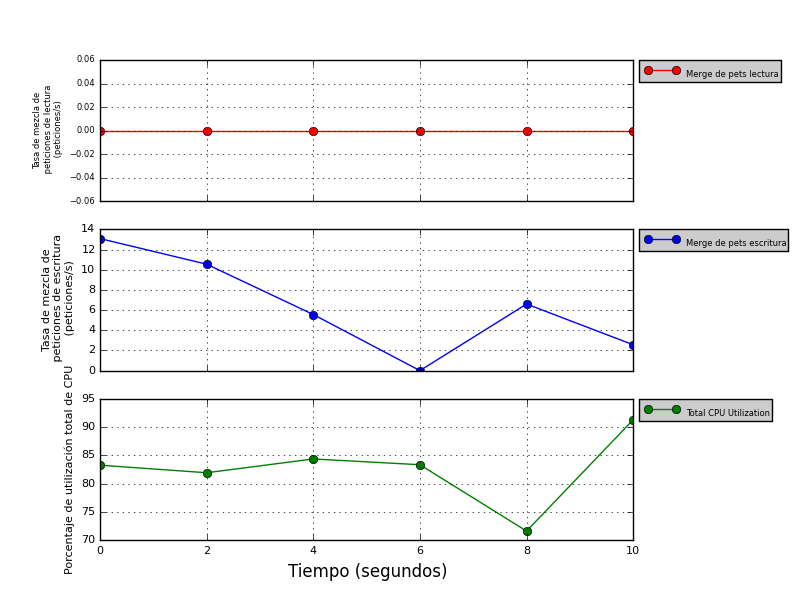 Tasa de mezcla de
peticiones de lectura
(peticiones/s)
0.06
0.04
0.02
0.00
−0.02
−0.04
−0.06
Merge de pets lectura
Tasa de mezcla de
peticiones de escritura
(peticiones/s)
14
12
10
8
6
4
2
0
Merge de pets escritura
Porcentaje de utilización total de CPU
95
90
85
80
75
70
Total CPU Utilization
0 2 4 6 8 10
Tiempo (segundos)